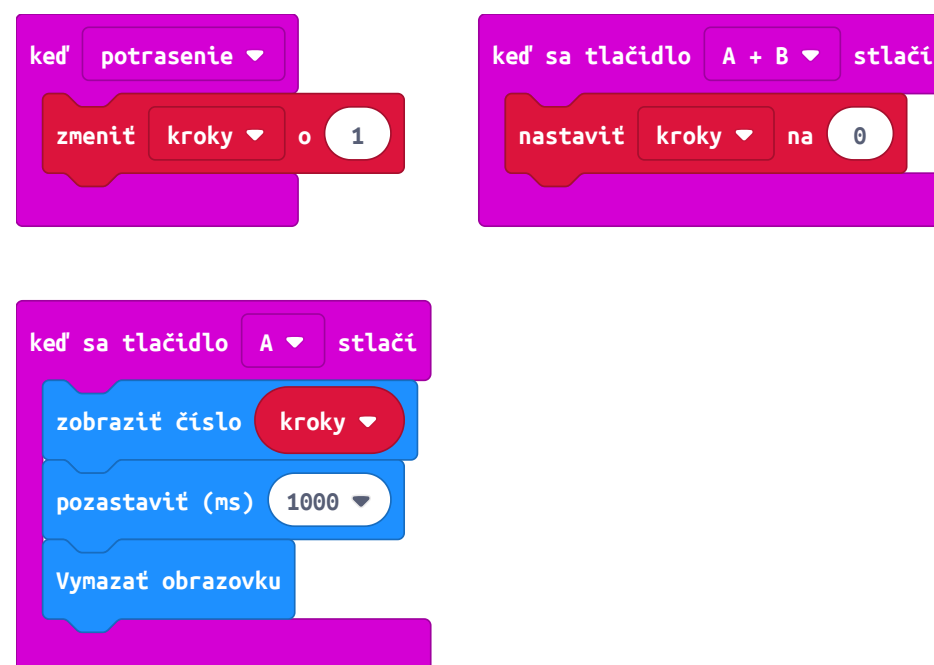 keď potrasenie
zmeniť kroky o 1
keď sa tlačidlo A + B stlačí
nastaviť kroky na 0
keď sa tlačidlo A stlačí
zobraziť číslo kroky
pozastaviť (ms) 1000
Vymazať obrazovku